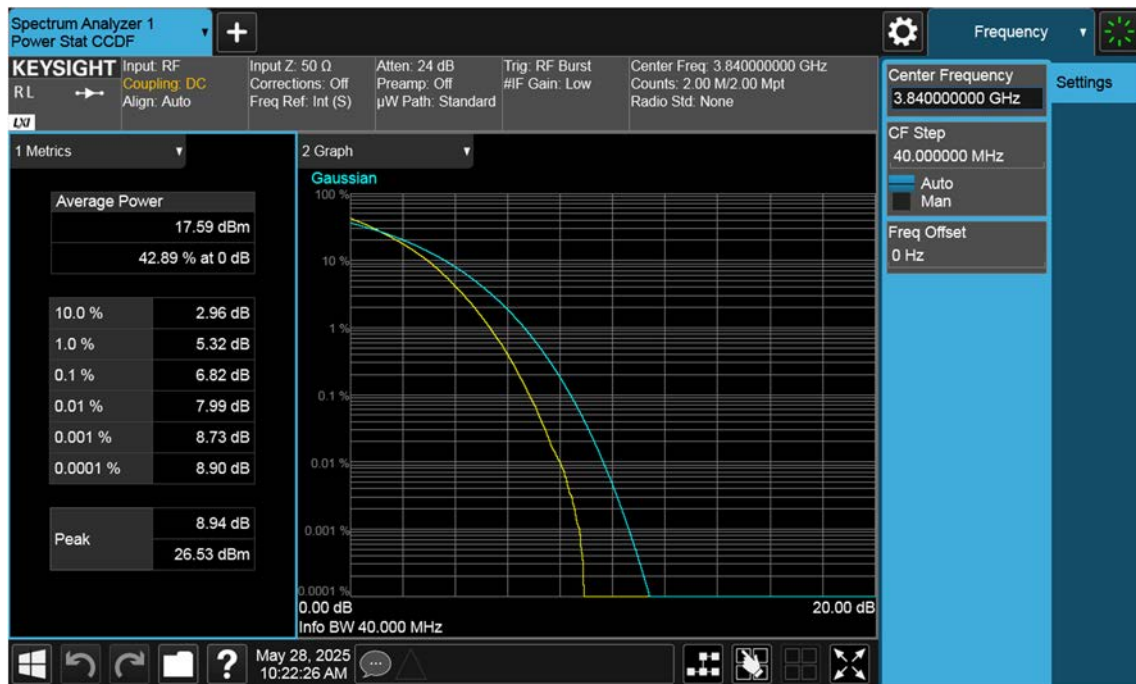 Spectrum Analyzer 1
Power Stat CCDF
Frequency
KEYSIGHT
RL
LXI
Input: RF
Coupling: DC
Align: Auto
Input Z: 50 Ω
Corrections: Off
Freq Ref: Int (S)
Atten: 24 dB
Preamp: Off
µW Path: Standard
Trig: RF Burst
#IF Gain: Low
Center Freq: 3.840000000 GHz
Counts: 2.00 M/2.00 Mpt
Radio Std: None
Center Frequency
3.840000000 GHz
Settings
CF Step
40.000000 MHz
Auto
Man
Freq Offset
0 Hz
1 Metrics
Average Power
17.59 dBm
42.89 % at 0 dB
10.0 % 2.96 dB
1.0 % 5.32 dB
0.1 % 6.82 dB
0.01 % 7.99 dB
0.001 % 8.73 dB
0.0001 % 8.90 dB
Peak
8.94 dB
26.53 dBm
2 Graph
Gaussian
100 %
10 %
1 %
0.1 %
0.01 %
0.001 %
0.0001 %
0.00 dB 20.00 dB
Info BW 40.000 MHz
?
May 28, 2025
10:22:26 AM